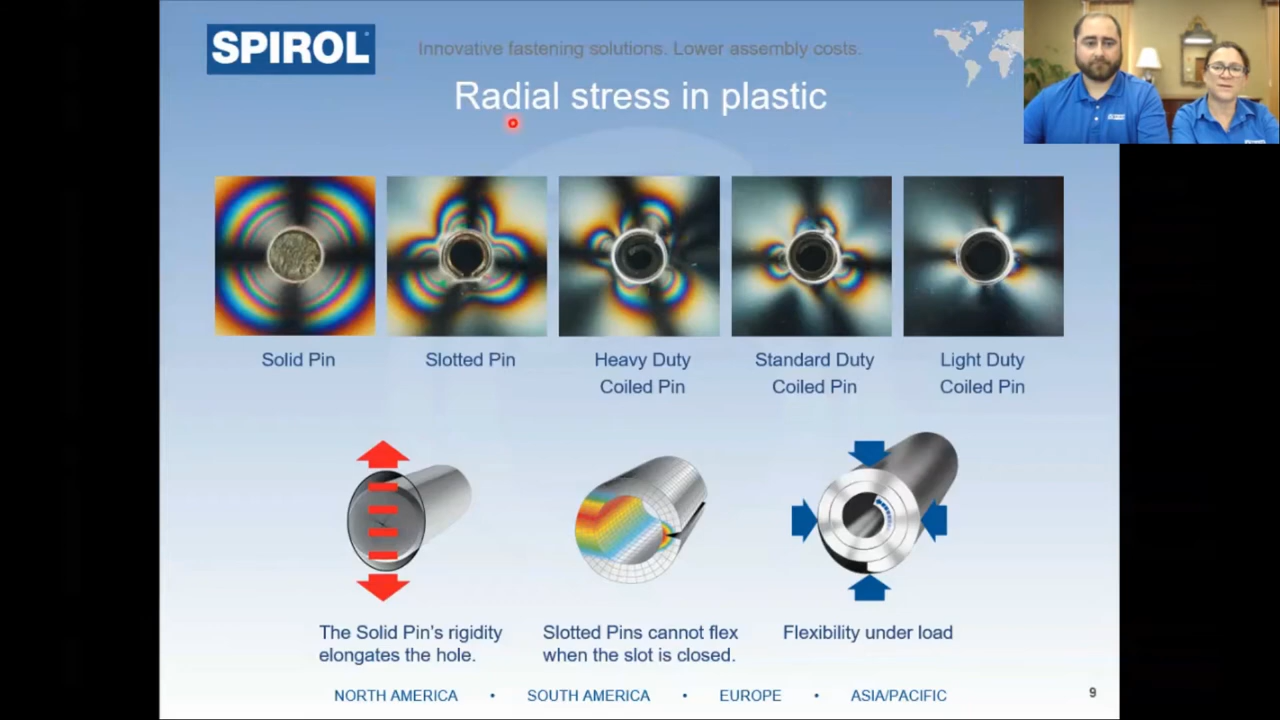 SPIROL
Innovative fastening solutions. Lower assembly costs.
Radial stress in plastic
Solid Pin
Slotted Pin
Heavy Duty
Coiled Pin
Standard Duty
Coiled Pin
Light Duty
Coiled Pin
The Solid Pin's rigidity
elongates the hole.
Slotted Pins cannot flex
when the slot is closed.
Flexibility under load
NORTH AMERICA • SOUTH AMERICA • EUROPE • ASIA/PACIFIC
9